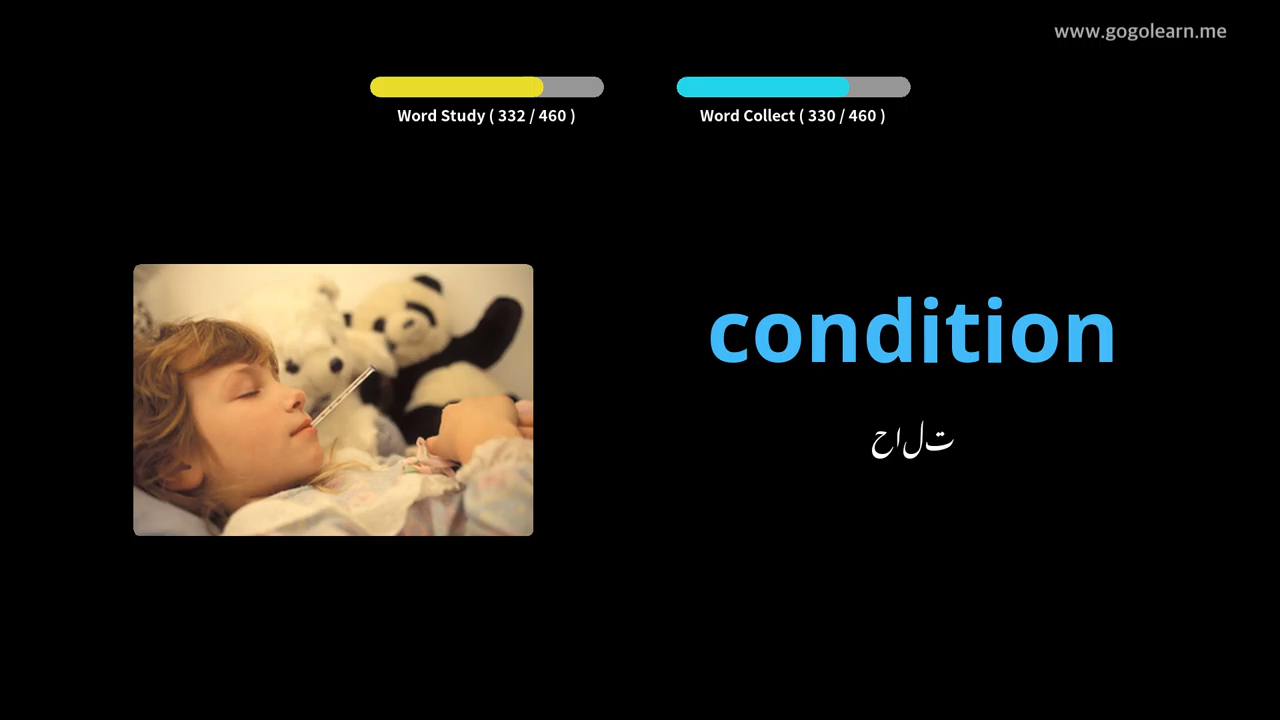 www.gogolearn.me
Word Study ( 332 / 460 )
Word Collect ( 330 / 460 )
condition
حالت